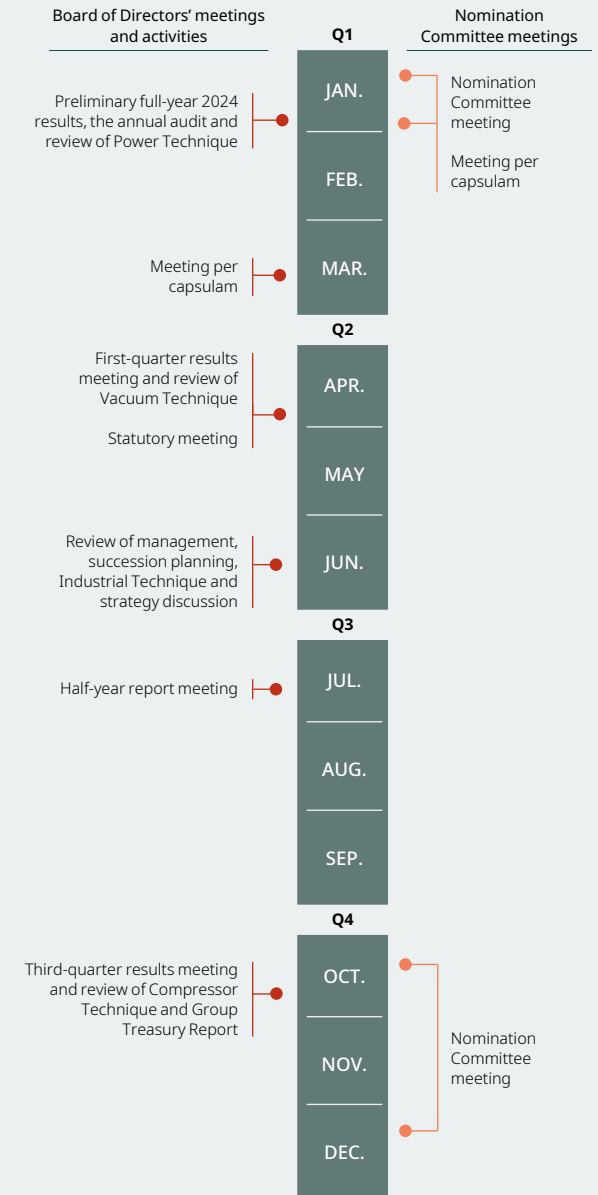 Board of Directors’ meetings
and activities
Nomination
Committee meetings
Q1
JAN.
Preliminary full-year 2024
results, the annual audit and
review of Power Technique
Nomination
Committee
meeting
Meeting per
capsulam
FEB.
MAR.
Meeting per
capsulam
Q2
First-quarter results
meeting and review of
Vacuum Technique
Statutory meeting
APR.
MAY
JUN.
Review of management,
succession planning,
Industrial Technique and
strategy discussion
Q3
JUL.
Half-year report meeting
AUG.
SEP.
Q4
OCT.
Third-quarter results meeting
and review of Compressor
Technique and Group
Treasury Report
NOV.
Nomination
Committee
meeting
DEC.